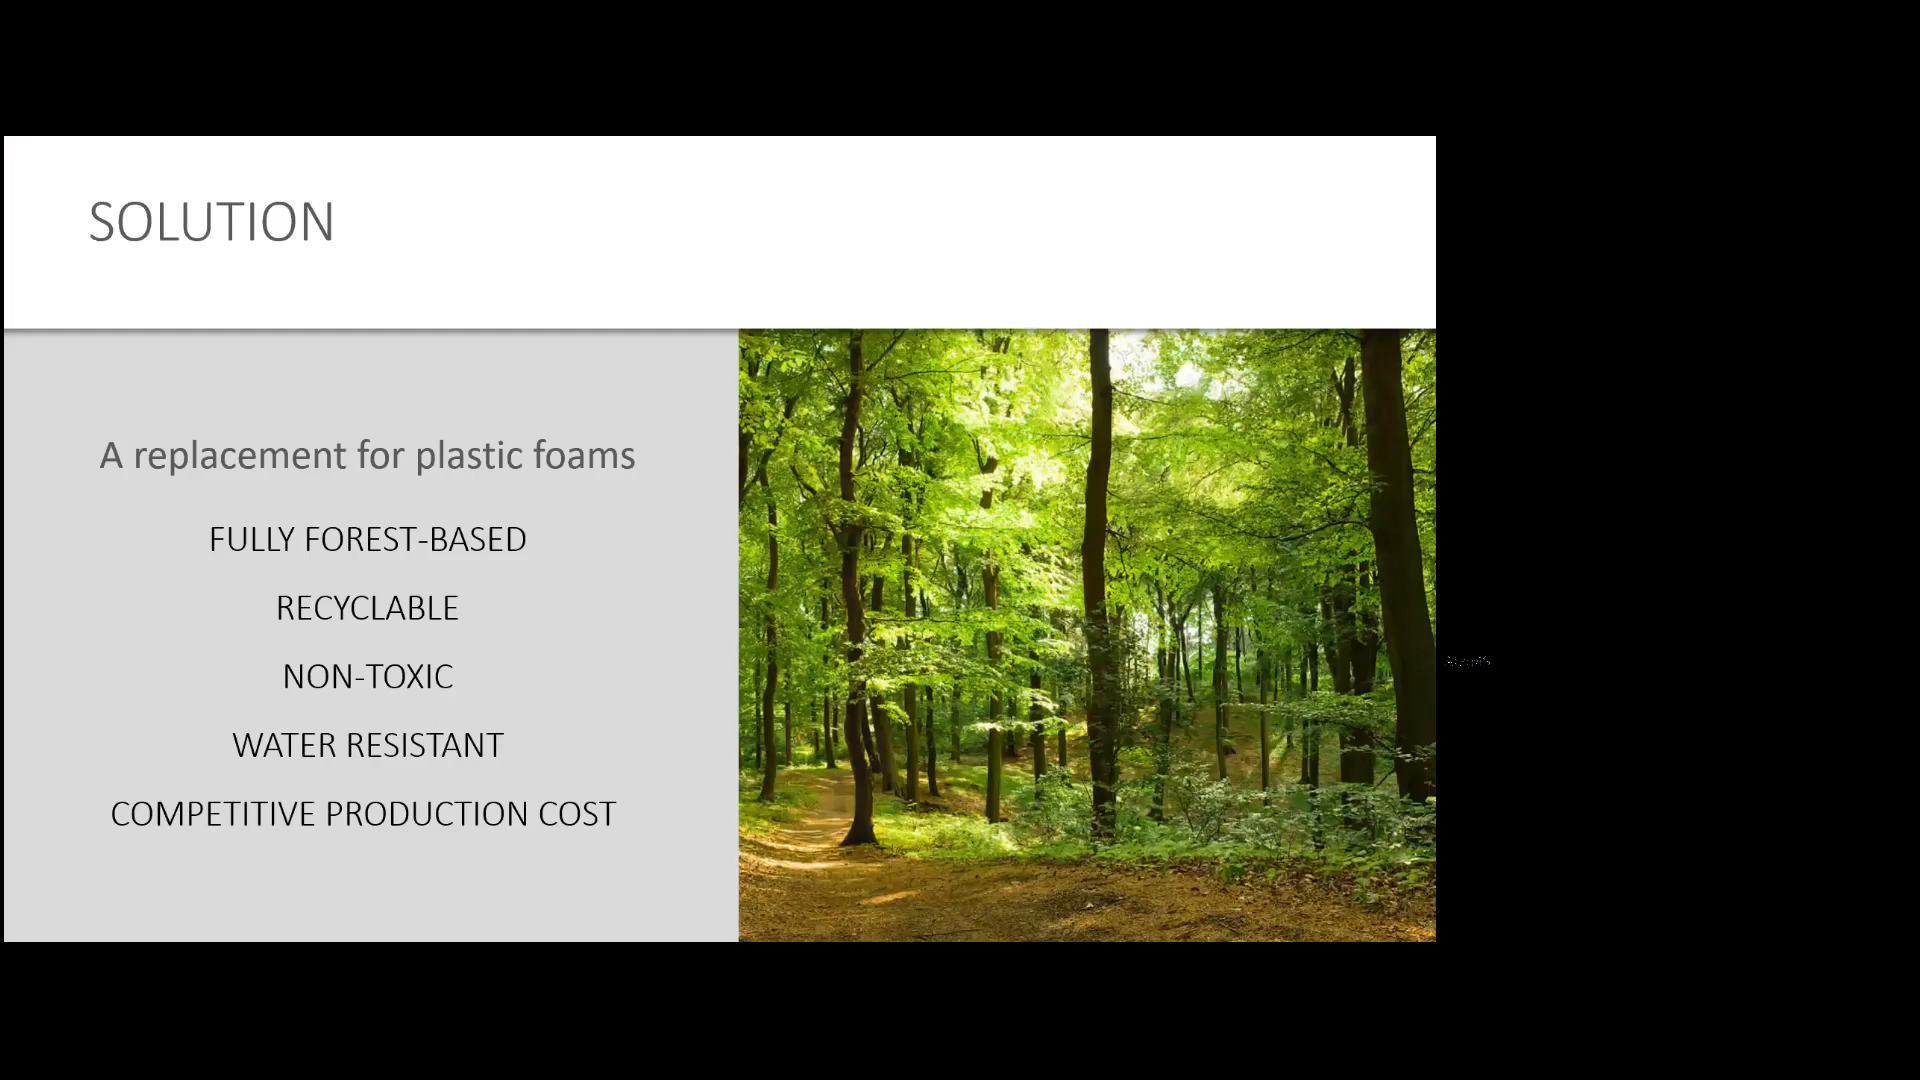 SOLUTION
A replacement for plastic foams
FULLY FOREST-BASED
RECYCLABLE
NON-TOXIC
WATER RESISTANT
COMPETITIVE PRODUCTION COST